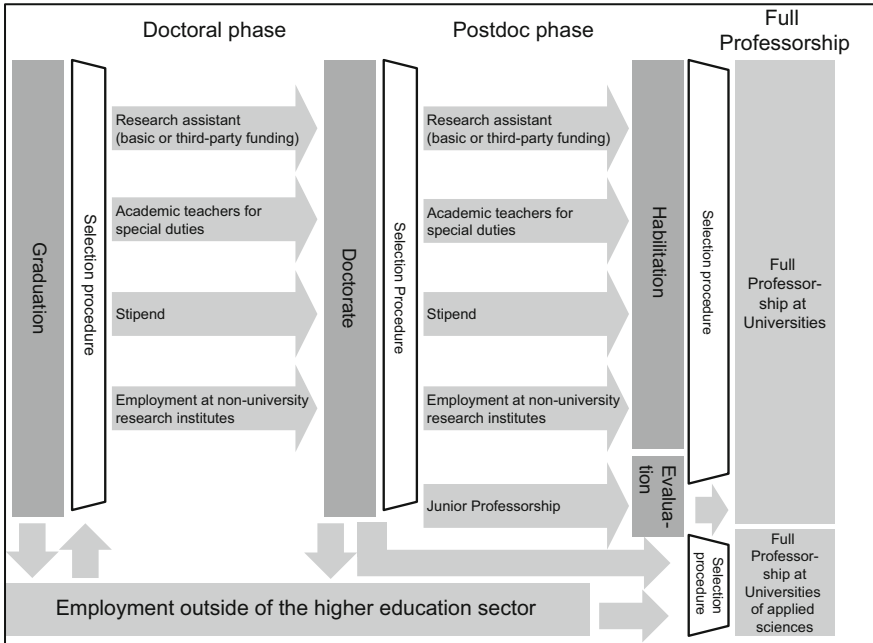 Doctoral phase
Postdoc phase
Full
Professorship
Graduation
Selection procedure
Research assistant
(basic or third-party funding)
Academic teachers for
special duties
Stipend
Employment at non-university
research institutes
Doctorate
Selection Procedure
Research assistant
(basic or third-party funding)
Academic teachers for
special duties
Stipend
Employment at non-university
research institutes
Junior Professorship
Habilitation
Evalua-
tion
Selection procedure
Full
Professor-
ship at
Universities
Selection
procedure
Full
Professor-
ship at
Universities
of applied
sciences
Employment outside of the higher education sector